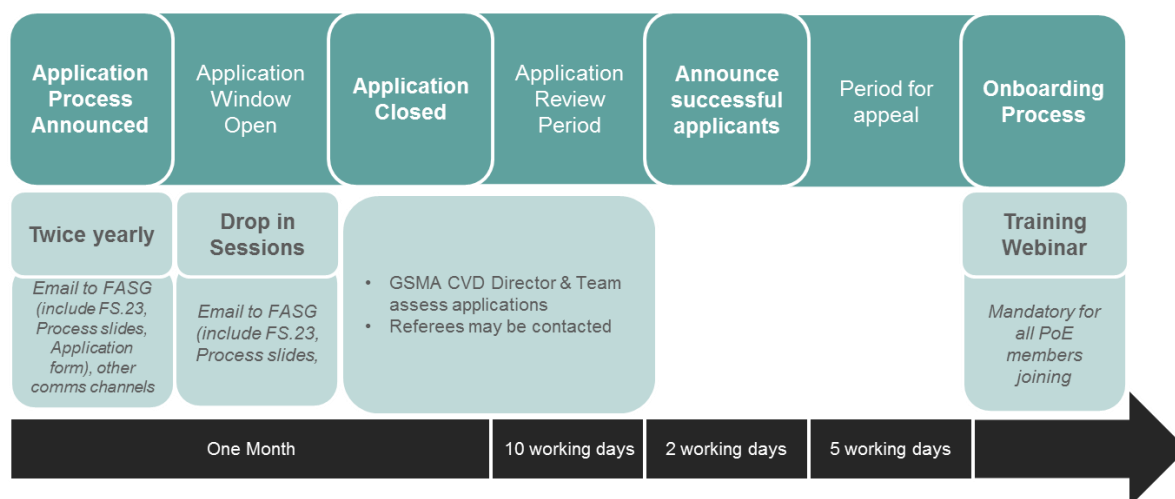 Application
Process
Announced
Application
Window
Open
Application
Closed
Application
Review
Period
Announce
successful
applicants
Period for
appeal
Onboarding
Process
Twice yearly
Email to FASG
(include FS.23,
Process slides,
Application
form), other
comms channels
Drop in
Sessions
Email to FASG
(include FS.23,
Process slides,
• GSMA CVD Director & Team
assess applications
• Referees may be contacted
Training
Webinar
Mandatory for
all PoE
members
joining
One Month
10 working days
2 working days
5 working days